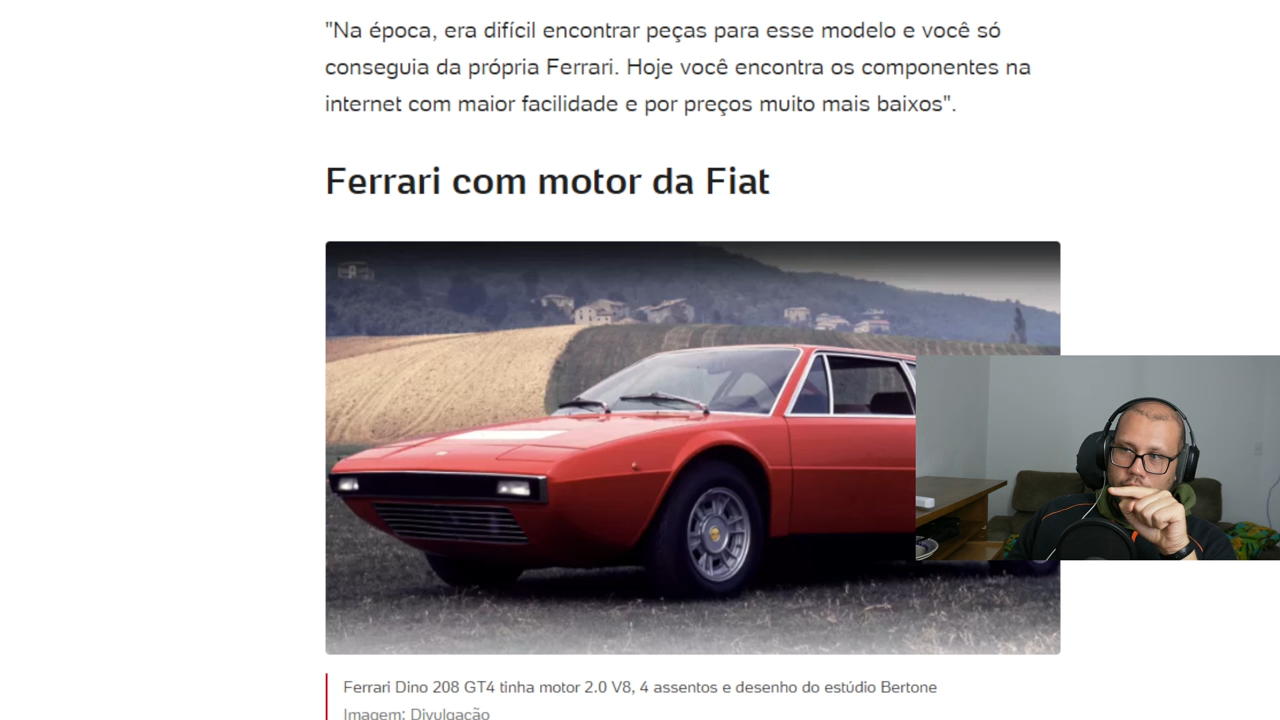 "Na época, era difícil encontrar peças para esse modelo e você só
conseguia da própria Ferrari. Hoje você encontra os componentes na
internet com maior facilidade e por preços muito mais baixos".
Ferrari com motor da Fiat
Ferrari Dino 208 GT4 tinha motor 2.0 V8, 4 assentos e desenho do estúdio Bertone
Imagem: Divulgação